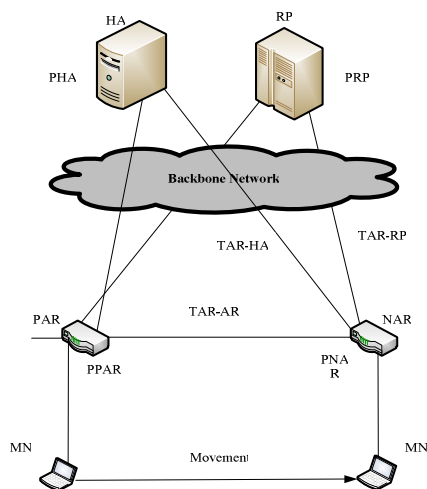 HA
RP
PHA
PRP
Backbone Network
TAR-HA
TAR-RP
PAR
TAR-AR
NAR
PPAR
PNA
R
MN
Movement
MN